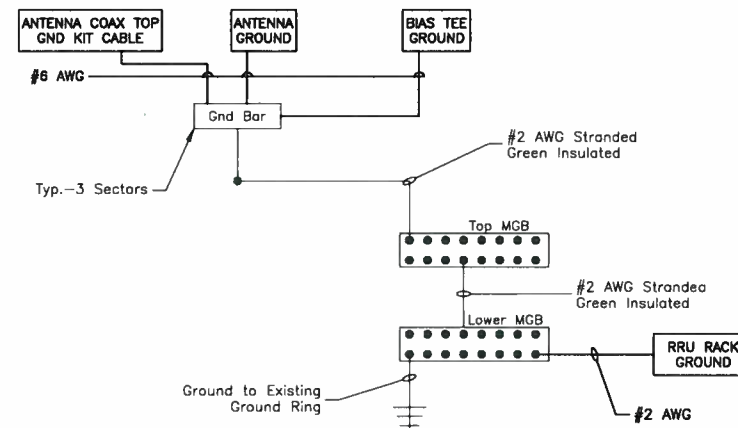 ANTENNA COAX TOP
GND KIT CABLE
ANTENNA
GROUND
BIAS TEE
GROUND
#6 AWG
Gnd Bar
#2 AWG Stranded
Green Insulated
Typ.-3 Sectors
Top MGB
#2 AWG Stranded
Green Insulated
Lower MGB
RRU RACK
GROUND
Ground to Existing
Ground Ring
#2 AWG